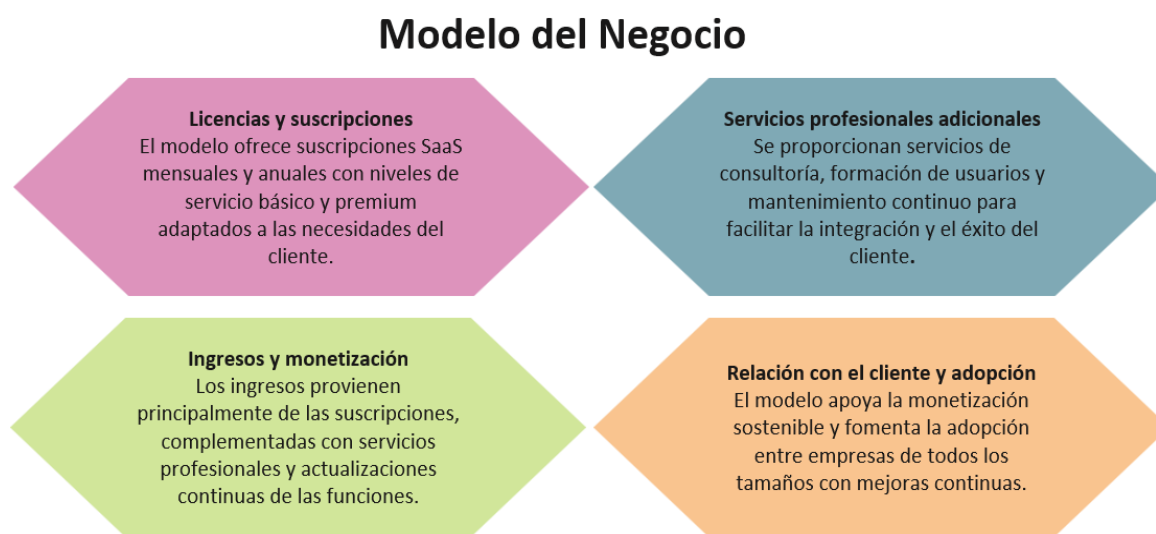 Modelo del Negocio
Licencias y suscripciones
El modelo ofrece suscripciones SaaS
mensuales y anuales con niveles de
servicio básico y premium
adaptados a las necesidades del
cliente.
Servicios profesionales adicionales
Se proporcionan servicios de
consultoría, formación de usuarios y
mantenimiento continuo para
facilitar la integración y el éxito del
cliente.
Ingresos y monetización
Los ingresos provienen
principalmente de las suscripciones,
complementadas con servicios
profesionales y actualizaciones
continuas de las funciones.
Relación con el cliente y adopción
El modelo apoya la monetización
sostenible y fomenta la adopción
entre empresas de todos los
tamaños con mejoras continuas.